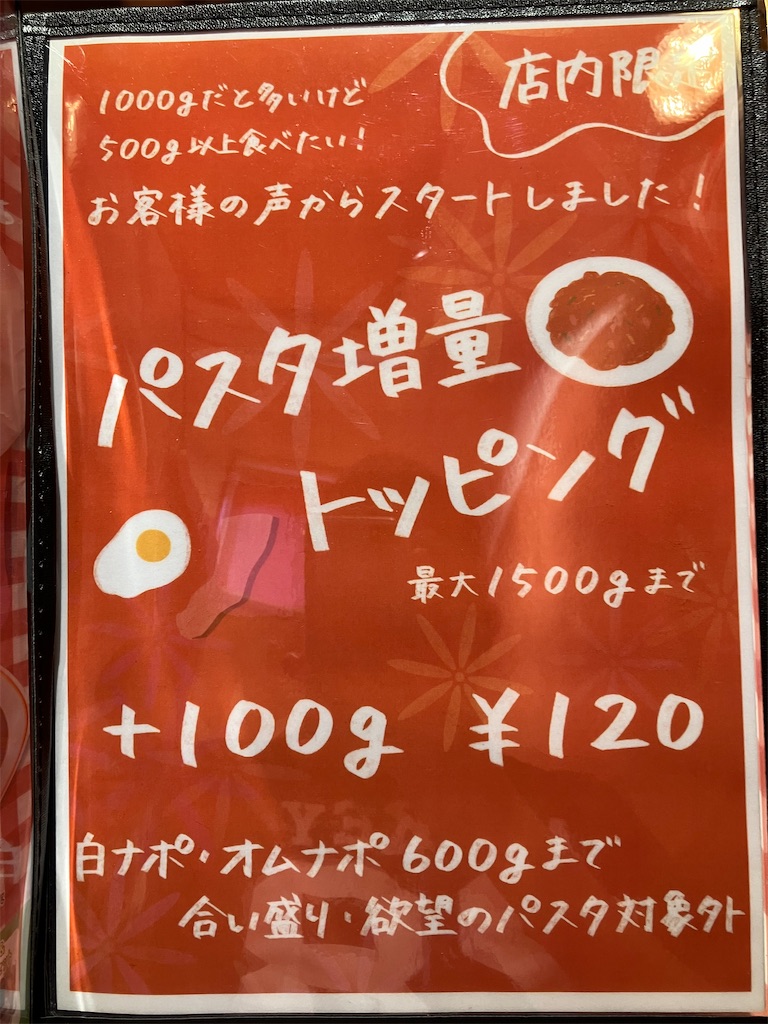 店内限
1000gだと多いけど
500g以上食べたい!
お客様の声からスタートしました!
パスタ増量
トッピング
最大1500gまで
+100g ¥120
白ナポ・オムナポ600gまで
合い盛り・欲望のパスタ対象外